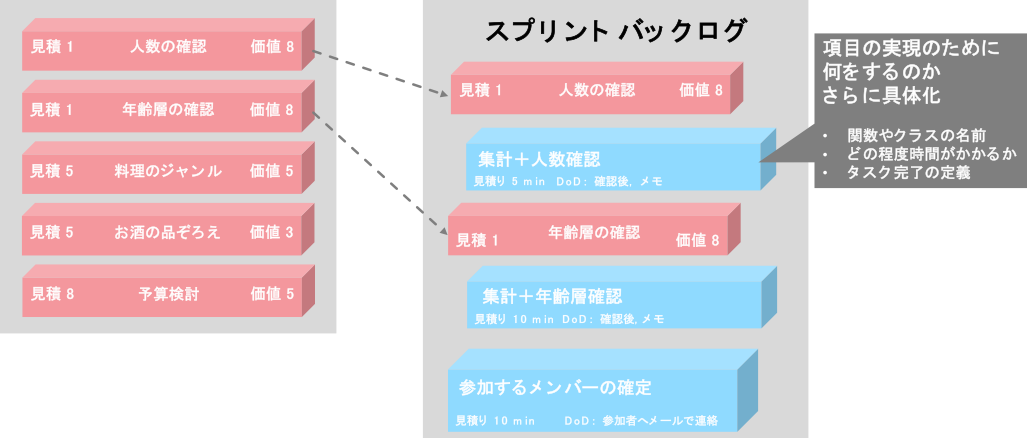 見積 1 人数の確認 価値 8
見積 1 年齢層の確認 価値 8
見積 5 料理のジャンル 価値 5
見積 5 お酒の品ぞろえ 価値 3
見積 8 予算検討 価値 5
スプリント バックログ
見積 1 人数の確認 価値 8
集計＋人数確認
見積り 5 min DoD: 確認後, メモ
見積 1 年齢層の確認 価値 8
集計＋年齢層確認
見積り 10 min DoD: 確認後, メモ
参加するメンバーの確定
見積り 10 min DoD: 参加者へメールで連絡
項目の実現のために
何をするのか
さらに具体化
• 関数やクラスの名前
• どの程度時間がかかるか
• タスク完了の定義